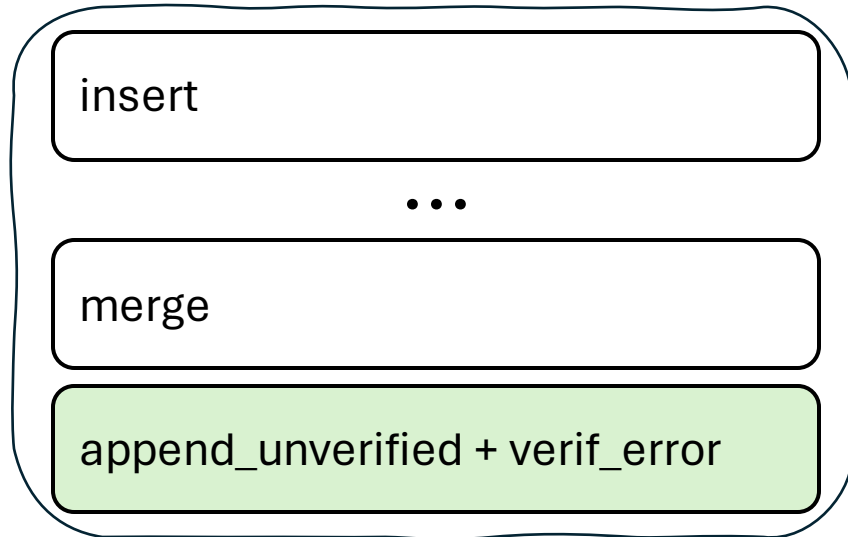 insert
...
merge
append_unverified + verif_error